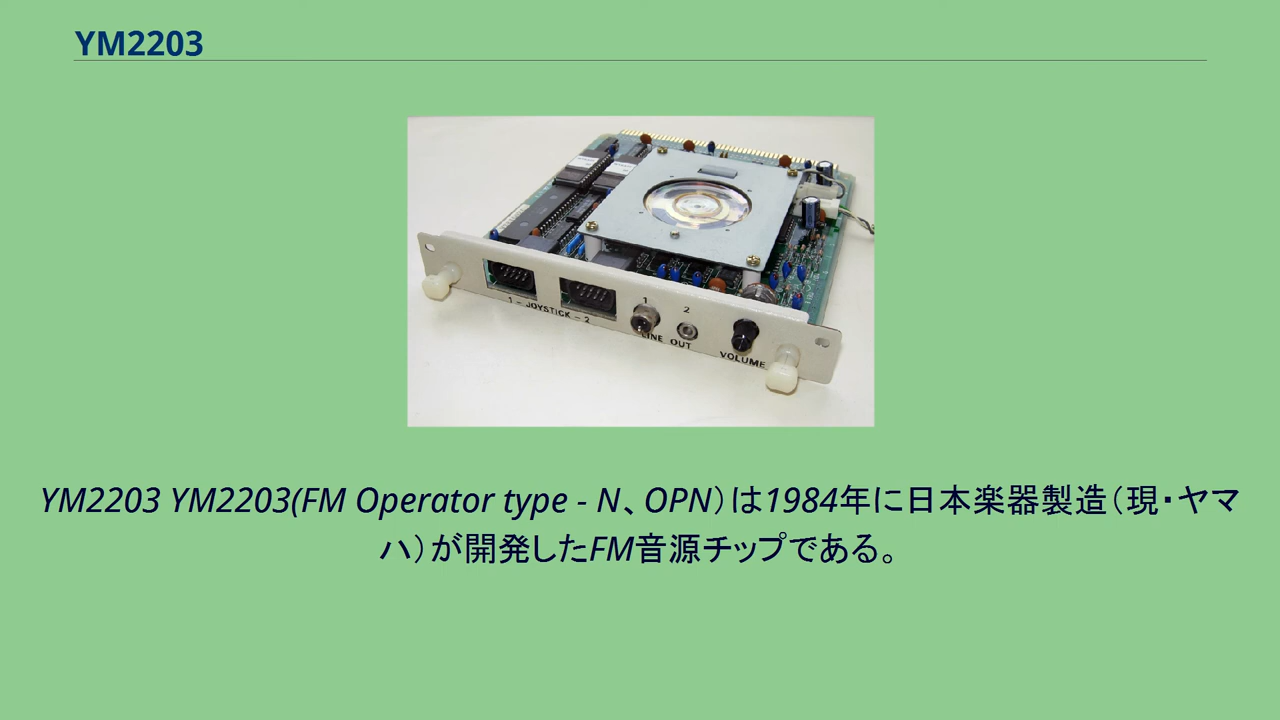 YM2203
1 - JOYSTICK - 2
1
2
LINE OUT
VOLUME
YM2203 YM2203(FM Operator type - N、OPN）は1984年に日本楽器製造（現・ヤマ
ハ）が開発したFM音源チップである。